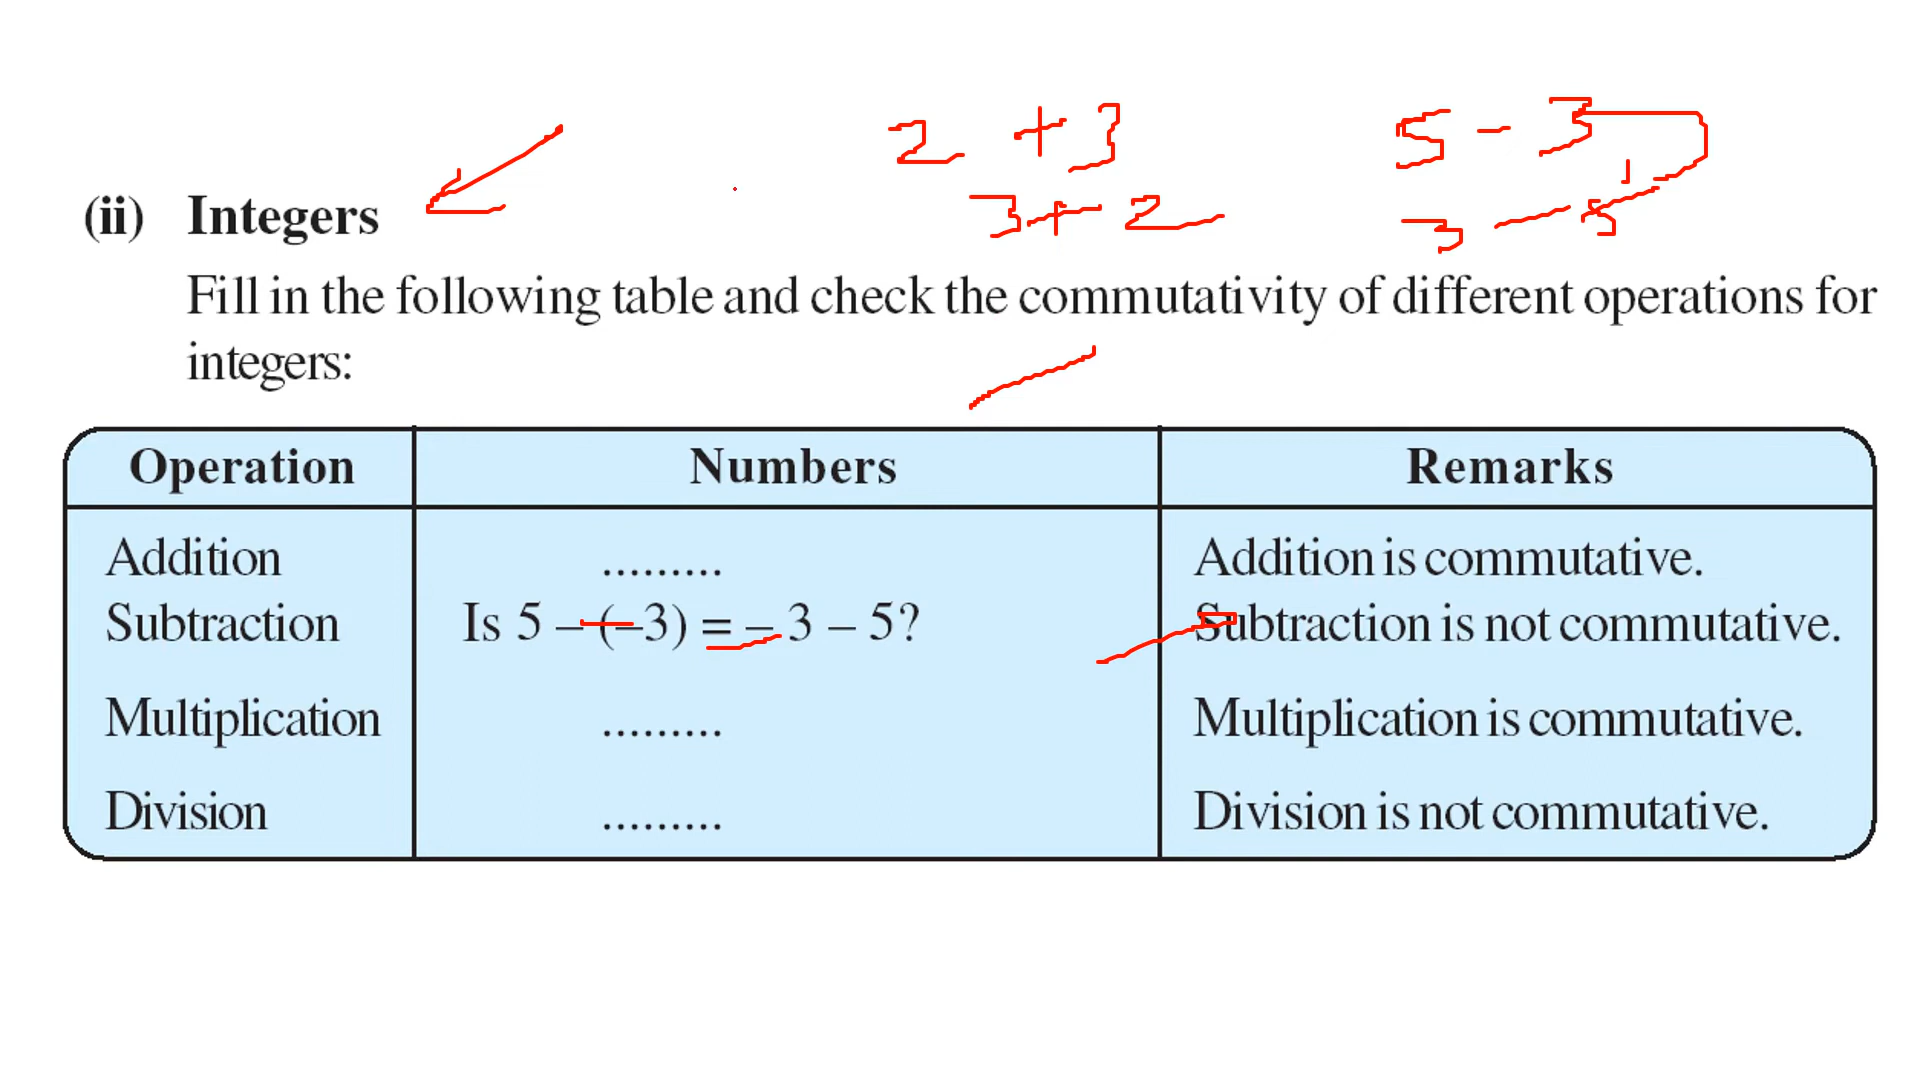 2 + 3
5 - 3
3 + 2
3 - 5
(ii) Integers
Fill in the following table and check the commutativity of different operations for
integers:
Operation Numbers Remarks
Addition ......... Addition is commutative.
Subtraction Is 5 – (–3) = – 3 – 5? Subtraction is not commutative.
Multiplication ......... Multiplication is commutative.
Division ......... Division is not commutative.